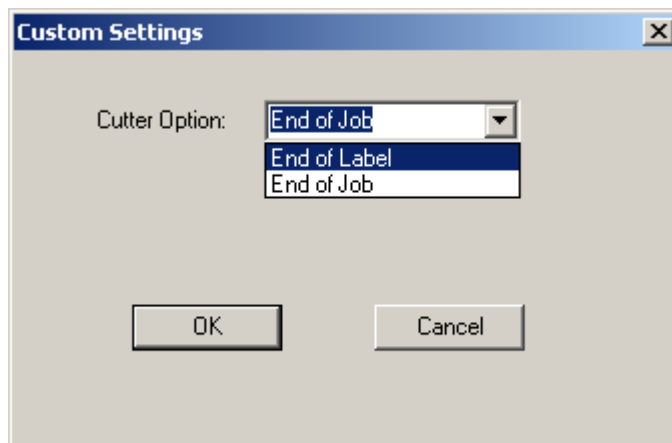 Custom Settings
Cutter Option:
End of Job
End of Label
End of Job
OK
Cancel